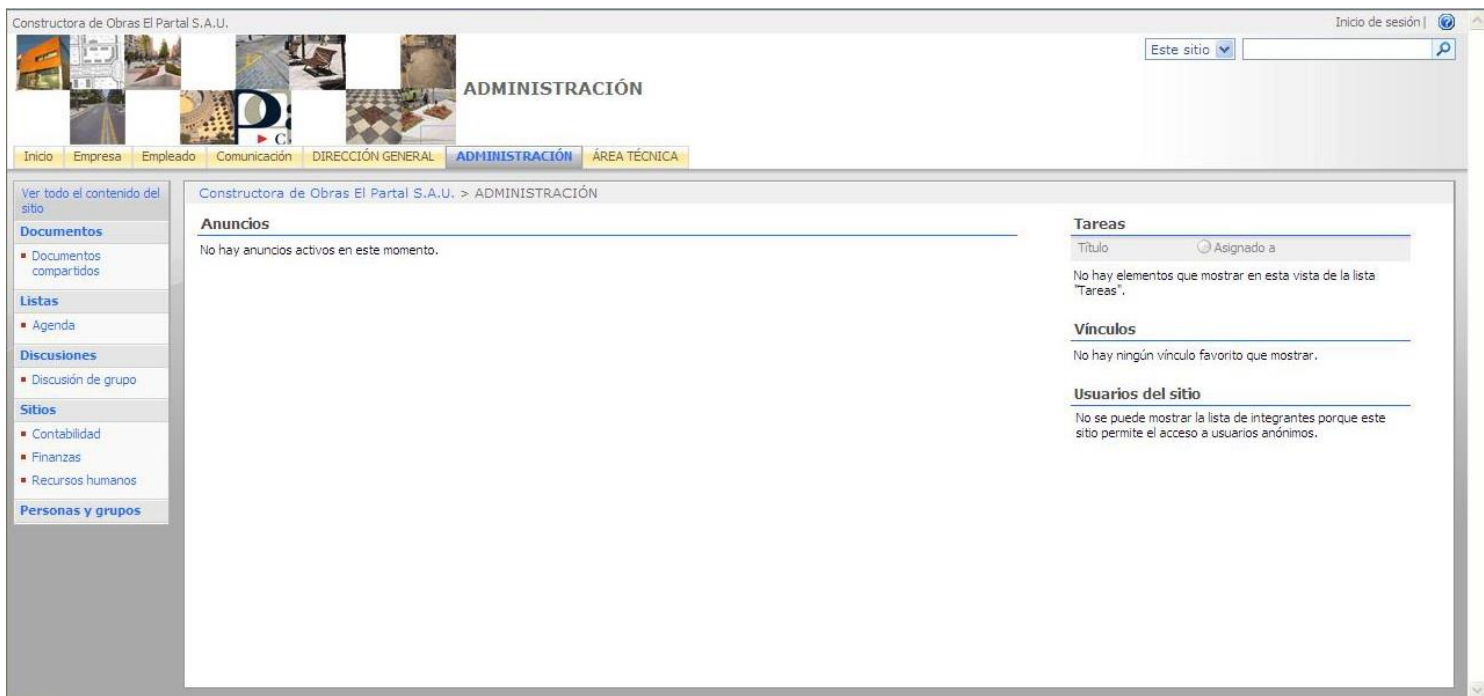 Constructora de Obras El Partal S.A.U.
Inicio de sesión |
Este sitio
ADMINISTRACIÓN
Inicio Empresa Empleado Comunicación DIRECCIÓN GENERAL ADMINISTRACIÓN ÁREA TÉCNICA
Ver todo el contenido del
sitio
Documentos
Documentos
compartidos
Listas
Agenda
Discusiones
Discusión de grupo
Sitios
Contabilidad
Finanzas
Recursos humanos
Personas y grupos
Constructora de Obras El Partal S.A.U. > ADMINISTRACIÓN
Anuncios
No hay anuncios activos en este momento.
Tareas
Título Asignado a
No hay elementos que mostrar en esta vista de la lista
"Tareas".
Vínculos
No hay ningún vínculo favorito que mostrar.
Usuarios del sitio
No se puede mostrar la lista de integrantes porque este
sitio permite el acceso a usuarios anónimos.